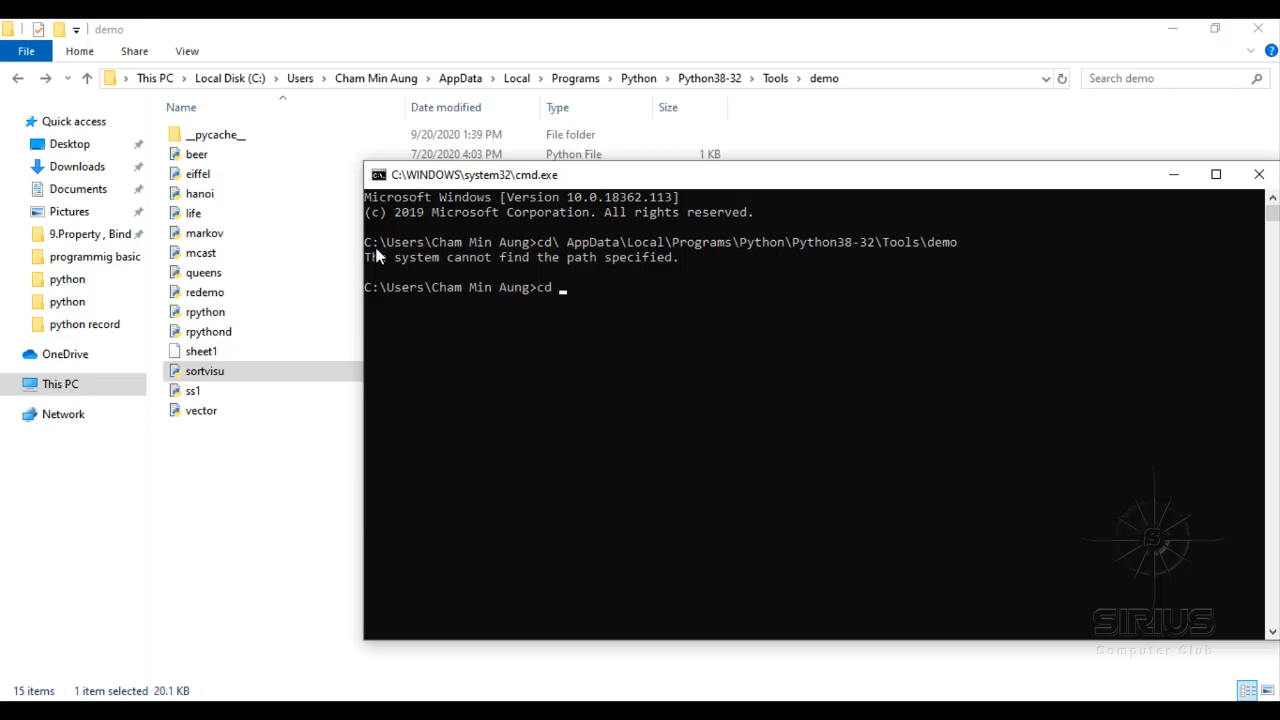 demo
File Home Share View
This PC Local Disk (C:) Users Cham Min Aung AppData Local Programs Python Python38-32 Tools demo
Search demo
Name Date modified Type Size
Quick access
Desktop
Downloads
Documents
Pictures
9.Property , Bind
programmig basic
python
python
python record
OneDrive
This PC
Network
__pycache__ 9/20/2020 1:39 PM File folder
beer 7/20/2020 4:03 PM Python File 1 KB
eiffel
hanoi
life
markov
mcast
queens
redemo
rpython
rpythond
sheet1
sortvisu
ss1
vector
C:\WINDOWS\system32\cmd.exe
Microsoft Windows [Version 10.0.18362.113]
(c) 2019 Microsoft Corporation. All rights reserved.
C:\Users\Cham Min Aung>cd\ AppData\Local\Programs\Python\Python38-32\Tools\demo
The system cannot find the path specified.
C:\Users\Cham Min Aung>cd _
SIRIUS
Computer Club
15 items 1 item selected 20.1 KB